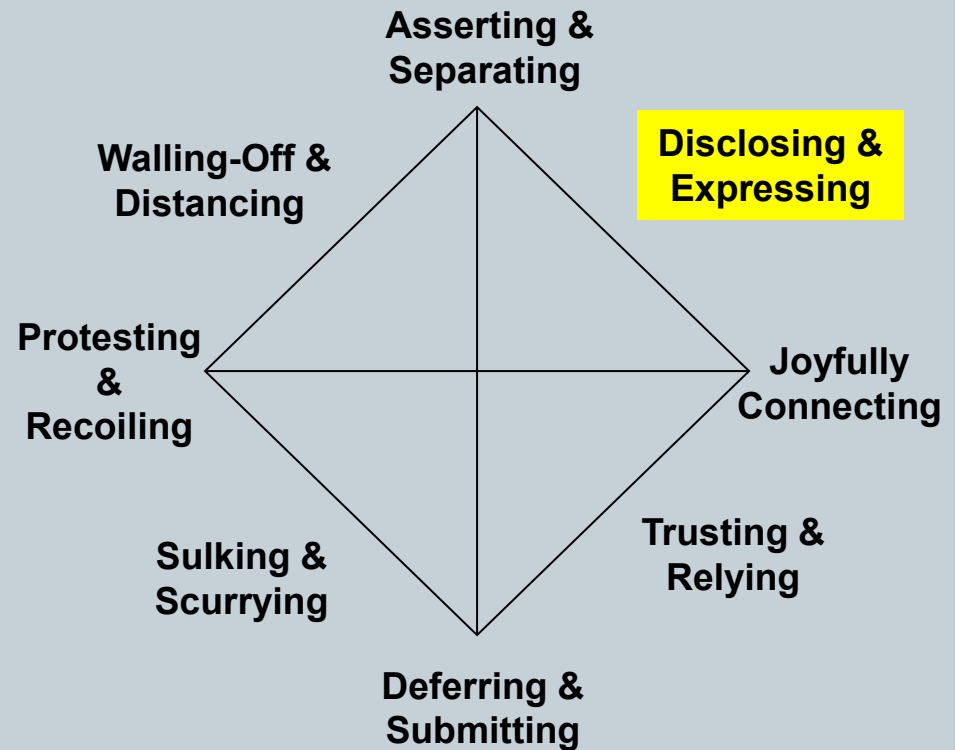 Asserting &
Separating
Disclosing &
Expressing
Walling-Off &
Distancing
Protesting
&
Recoiling
Joyfully
Connecting
Trusting &
Relying
Sulking &
Scurrying
Deferring &
Submitting